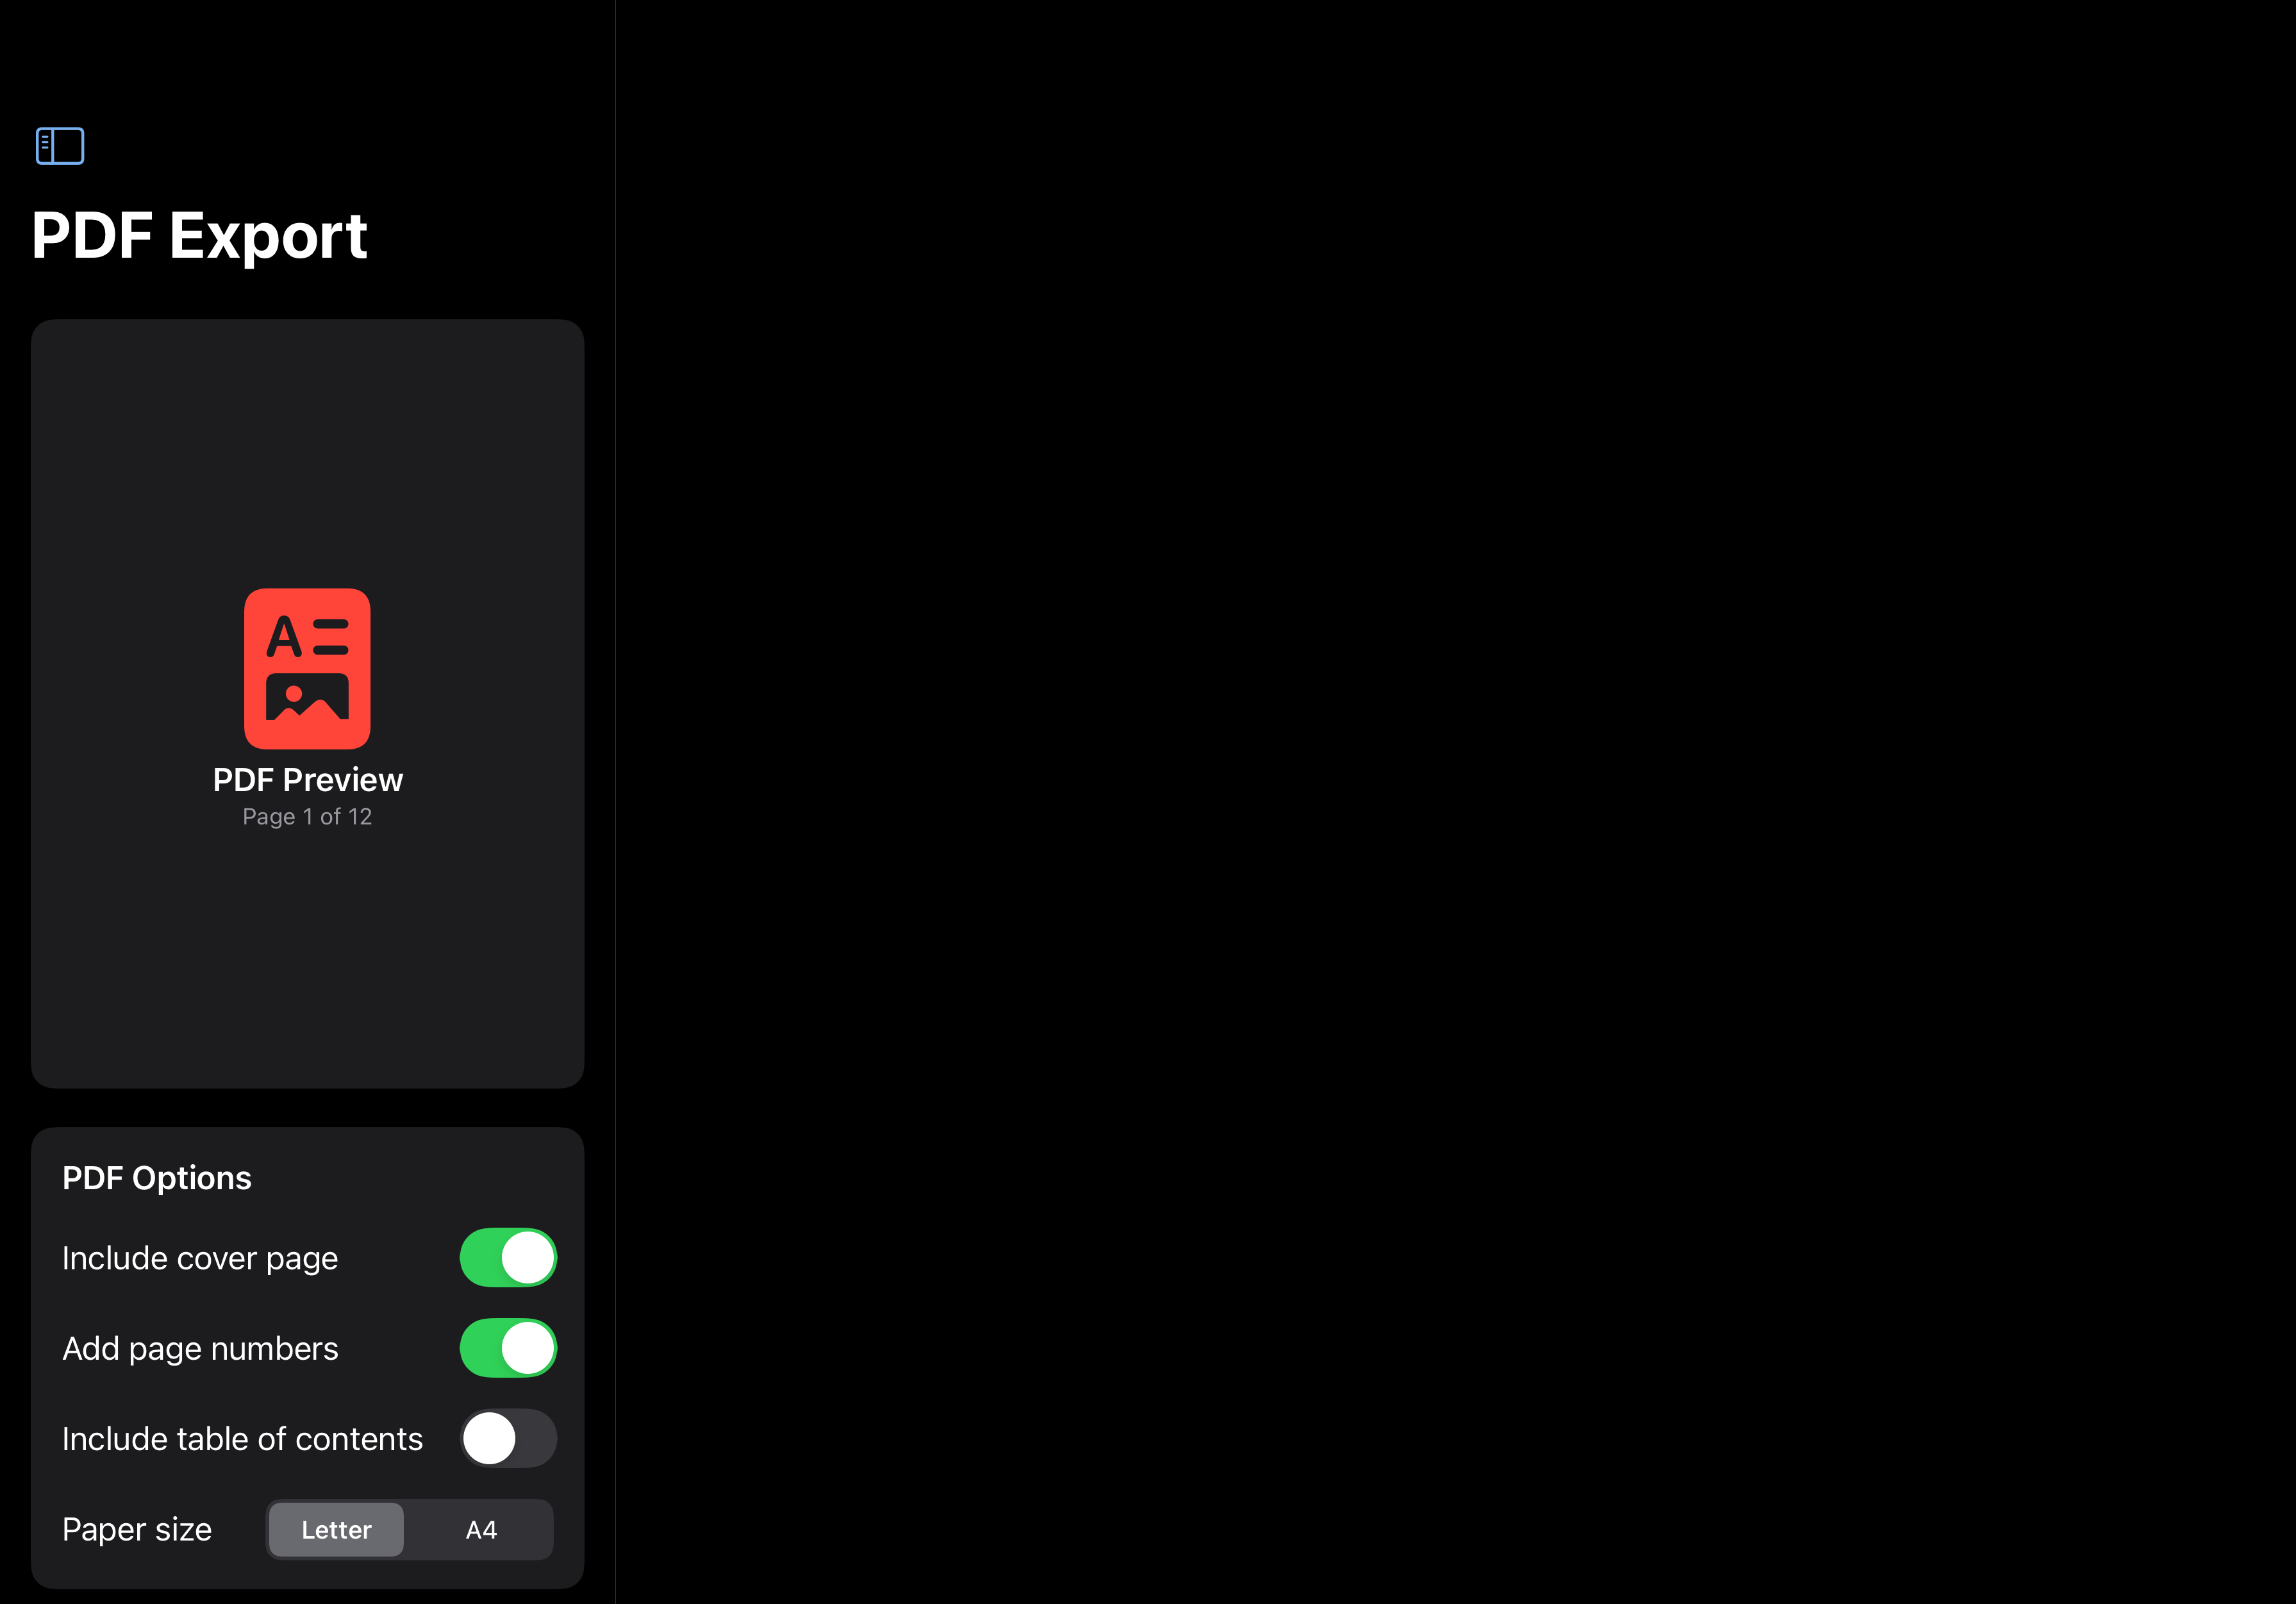 PDF Export
A
PDF Preview
Page 1 of 12
PDF Options
Include cover page
Add page numbers
Include table of contents
Paper size Letter A4